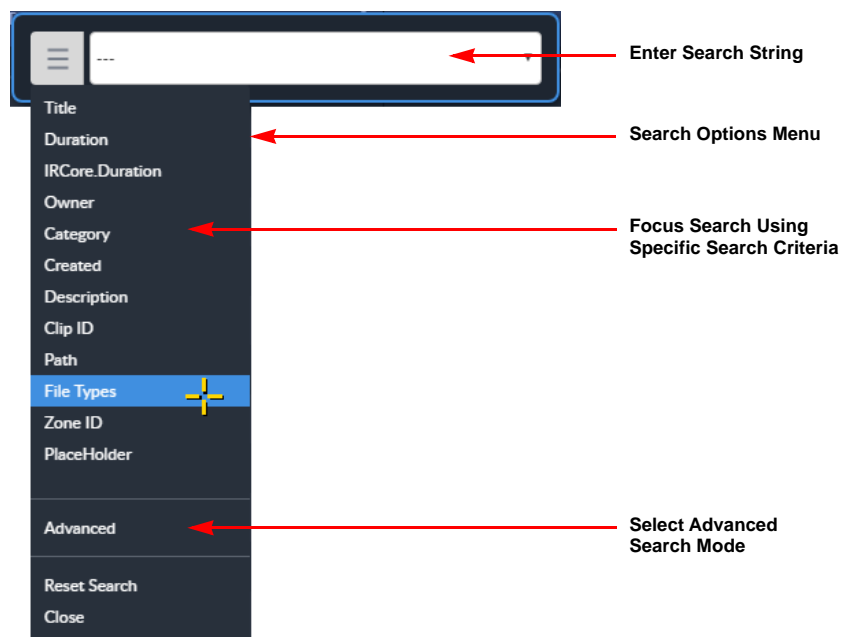 ---
Enter Search String
Title
Duration
Search Options Menu
IRCore.Duration
Owner
Category
Focus Search Using
Specific Search Criteria
Created
Description
Clip ID
Path
File Types
Zone ID
PlaceHolder
Advanced
Select Advanced
Search Mode
Reset Search
Close